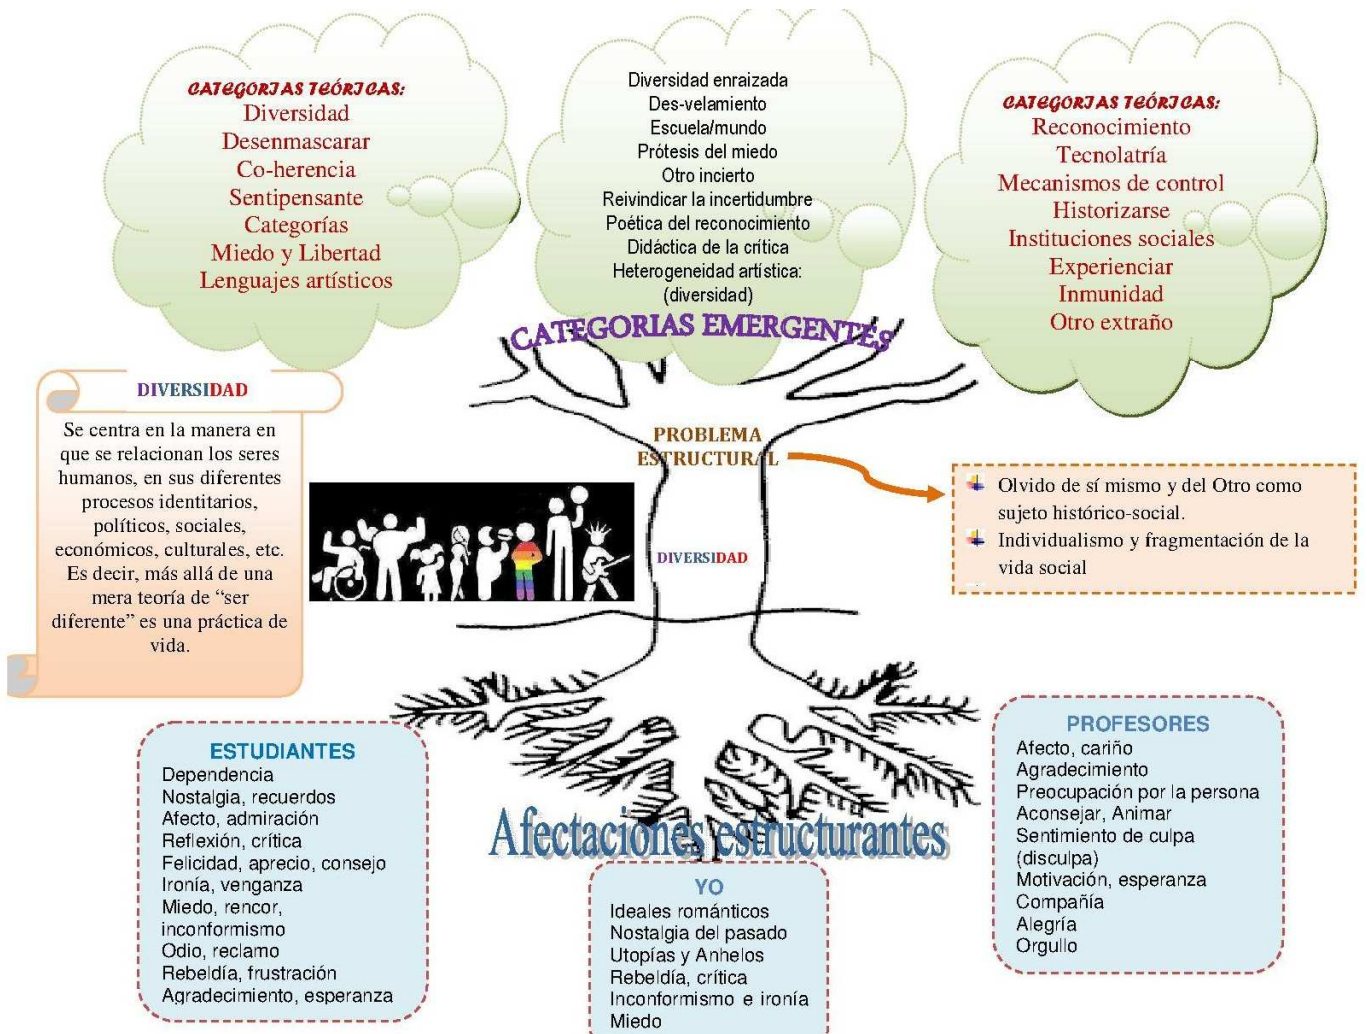 CATEGORIAS TEÓRICAS:
Diversidad
Desenmascarar
Co-herencia
Sentipensante
Categorías
Miedo y Libertad
Lenguajes artísticos
Diversidad enraizada
Des-velamiento
Escuela/mundo
Prótesis del miedo
Otro incierto
Reivindicar la incertidumbre
Poética del reconocimiento
Didáctica de la crítica
Heterogeneidad artística:
(diversidad)
CATEGORIAS EMERGENTES
CATEGORIAS TEÓRICAS:
Reconocimiento
Tecnolatría
Mecanismos de control
Historizarse
Instituciones sociales
Experienciar
Inmunidad
Otro extraño
DIVERSIDAD
Se centra en la manera en
que se relacionan los seres
humanos, en sus diferentes
procesos identitarios,
políticos, sociales,
económicos, culturales, etc.
Es decir, más allá de una
mera teoría de “ser
diferente” es una práctica de
vida.
PROBLEMA
ESTRUCTURAL
DIVERSIDAD
Olvido de sí mismo y del Otro como
sujeto histórico-social.
Individualismo y fragmentación de la
vida social
Afectaciones estructurantes
ESTUDIANTES
Dependencia
Nostalgia, recuerdos
Afecto, admiración
Reflexión, crítica
Felicidad, aprecio, consejo
Ironía, venganza
Miedo, rencor,
inconformismo
Odio, reclamo
Rebeldía, frustración
Agradecimiento, esperanza
YO
Ideales románticos
Nostalgia del pasado
Utopías y Anhelos
Rebeldía, crítica
Inconformismo e ironía
Miedo
PROFESORES
Afecto, cariño
Agradecimiento
Preocupación por la persona
Aconsejar, Animar
Sentimiento de culpa
(disculpa)
Motivación, esperanza
Compañía
Alegría
Orgullo